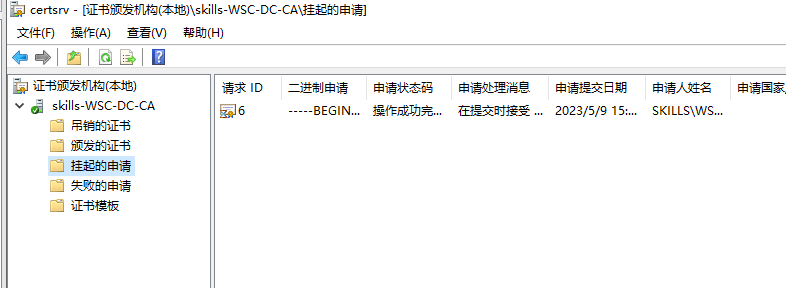 certsrv - [证书颁发机构(本地)\skills-WSC-DC-CA\挂起的申请]
文件(F) 操作(A) 查看(V) 帮助(H)
证书颁发机构(本地)
skills-WSC-DC-CA
吊销的证书
颁发的证书
挂起的申请
失败的申请
证书模板
请求 ID 二进制申请 申请状态码 申请处理消息 申请提交日期 申请人姓名 申请国家
6 -----BEGIN... 操作成功完... 在提交时接受 ... 2023/5/9 15:... SKILLS\WS...